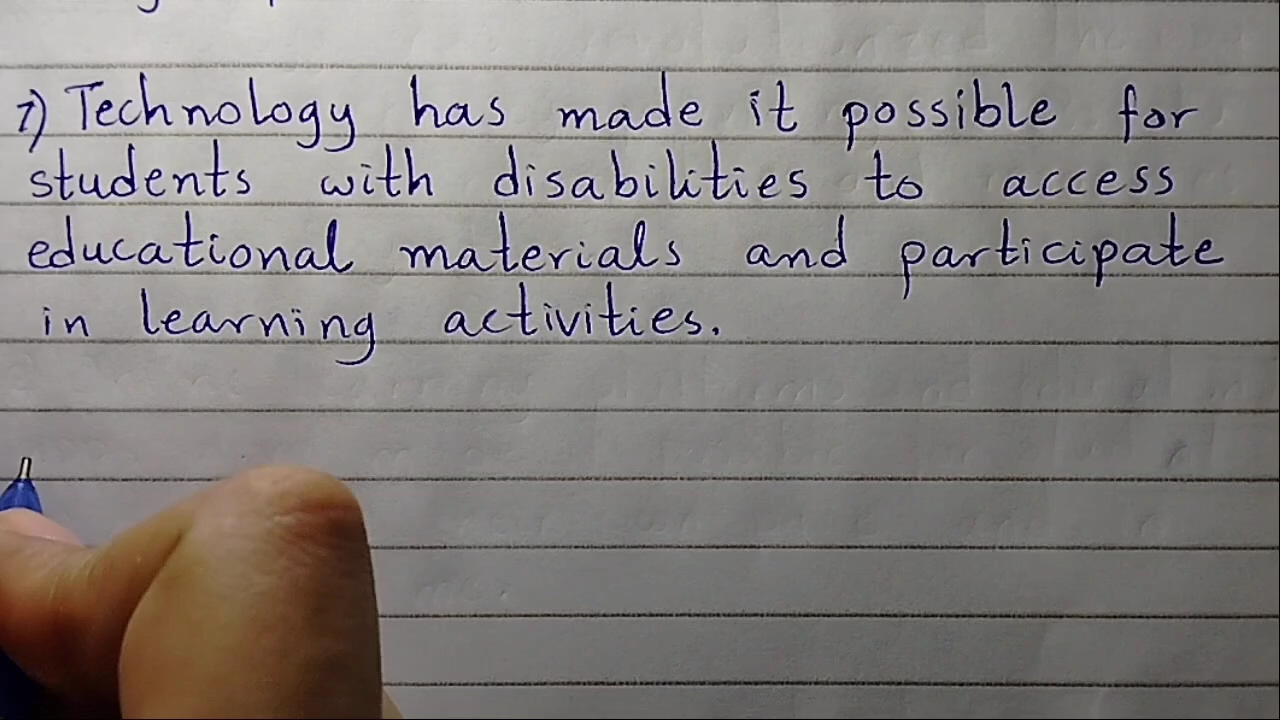 7) Technology has made it possible for
students with disabilities to access
educational materials and participate
in learning activities.